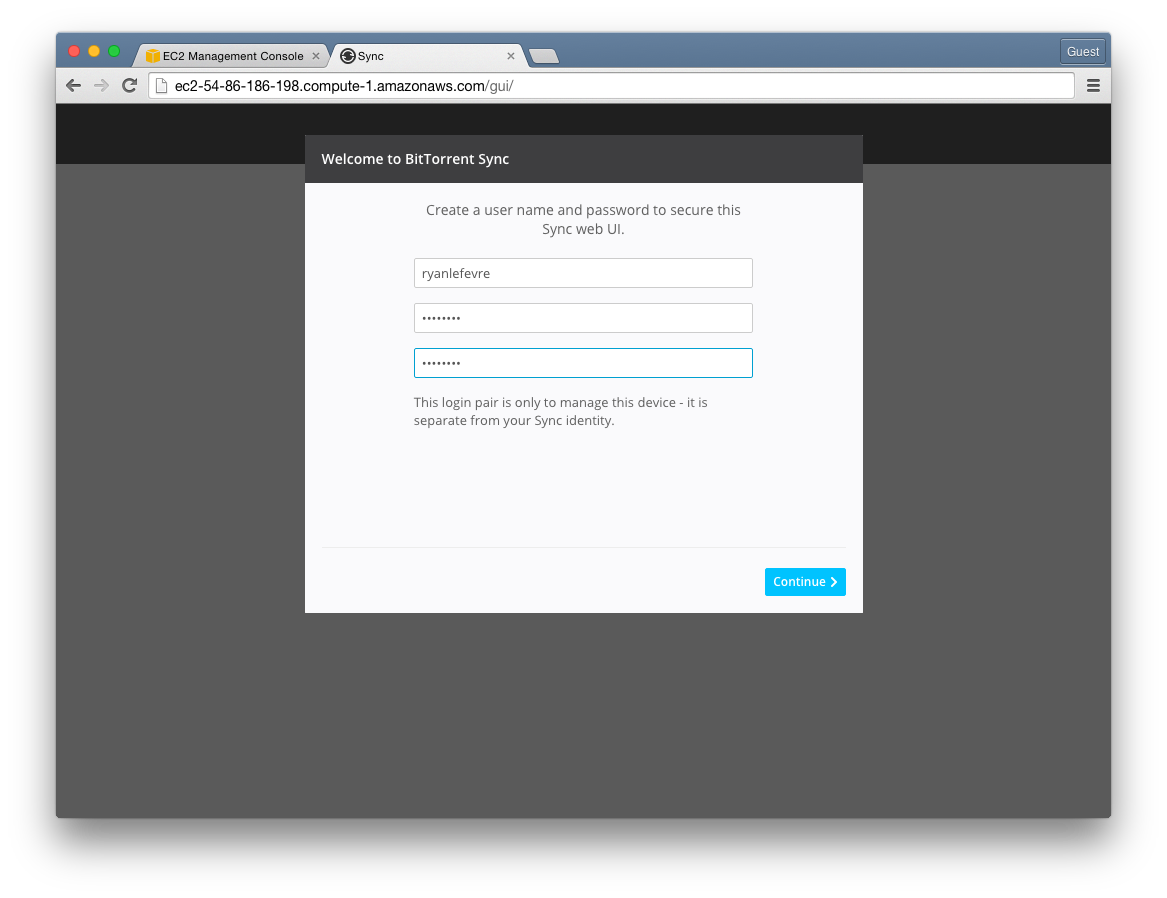 EC2 Management Console
Sync
Guest
ec2-54-86-186-198.compute-1.amazonaws.com/gui/
Welcome to BitTorrent Sync
Create a user name and password to secure this
Sync web UI.
ryanlefevre
••••••••
••••••••
This login pair is only to manage this device - it is
separate from your Sync identity.
Continue